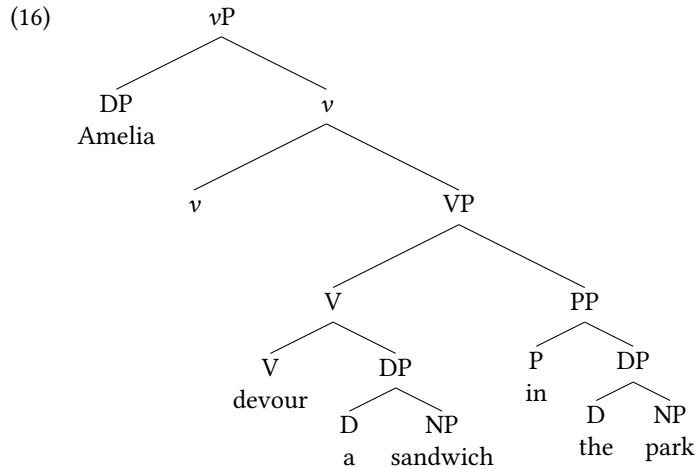 (16) vP
DP v
Amelia
v VP
V PP
V DP P DP
devour in
D NP D NP
a sandwich the park